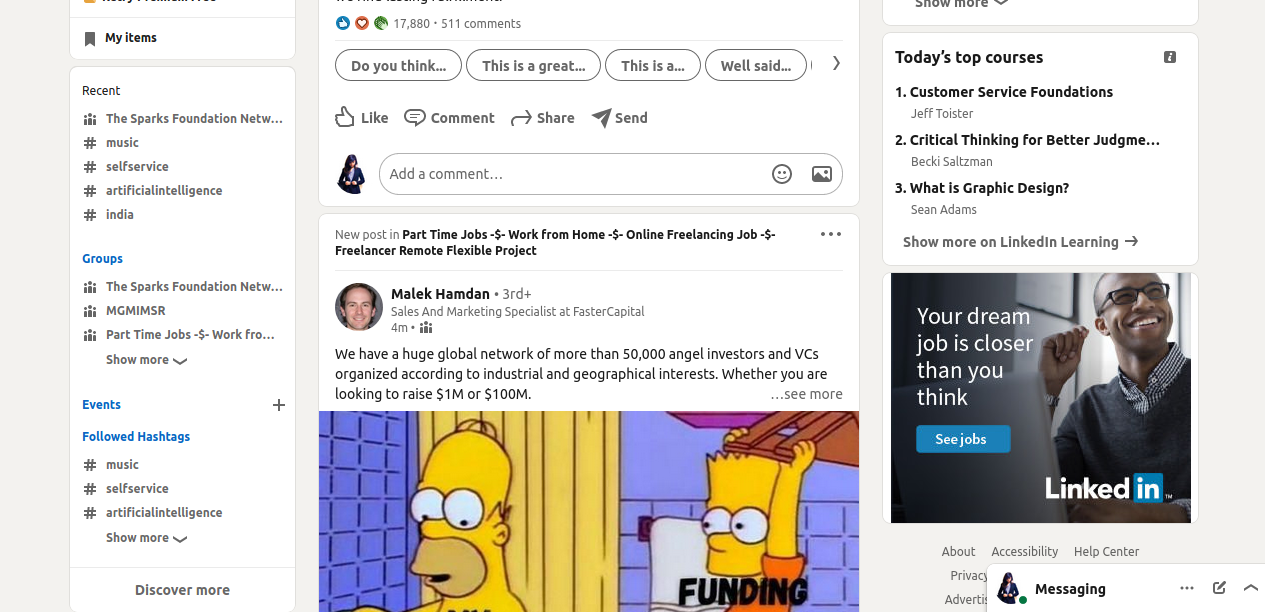 My items
Recent
The Sparks Foundation Netw...
# music
# selfservice
# artificialintelligence
# india
Groups
The Sparks Foundation Netw...
MGMIMSR
Part Time Jobs -$- Work fro...
Show more
Events
Followed Hashtags
# music
# selfservice
# artificialintelligence
Show more
Discover more
17,880 • 511 comments
Do you think...
This is a great...
This is a...
Well said...
Like
Comment
Share
Send
Add a comment…
New post in Part Time Jobs -$- Work from Home -$- Online Freelancing Job -$-
Freelancer Remote Flexible Project
Malek Hamdan • 3rd+
Sales And Marketing Specialist at FasterCapital
4m •
We have a huge global network of more than 50,000 angel investors and VCs
organized according to industrial and geographical interests. Whether you are
looking to raise $1M or $100M.
...see more
FUNDING
Show more
Today’s top courses
1. Customer Service Foundations
Jeff Toister
2. Critical Thinking for Better Judgme…
Becki Saltzman
3. What is Graphic Design?
Sean Adams
Show more on LinkedIn Learning
Your dream
job is closer
than you
think
See jobs
Linked in ™
About
Accessibility
Help Center
Privacy
Messaging